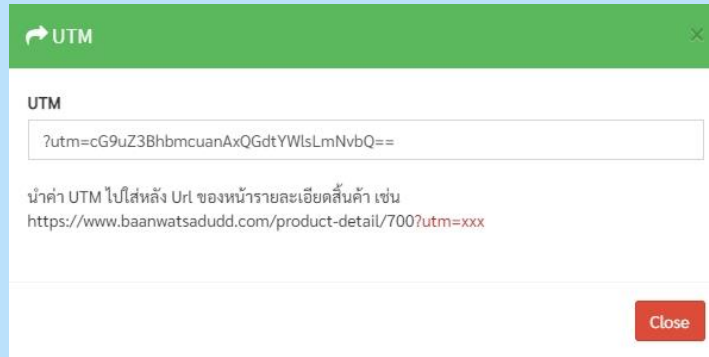 UTM
UTM
?utm=cG9uZ3BhbmcuanAxQGdtYWlsLmNvbQ==
นำค่า UTM ไปใส่หลัง Url ของหน้ารายละเอียดสิ้นค้า เช่น
https://www.baanwatsadudd.com/product-detail/700?utm=xxx
Close